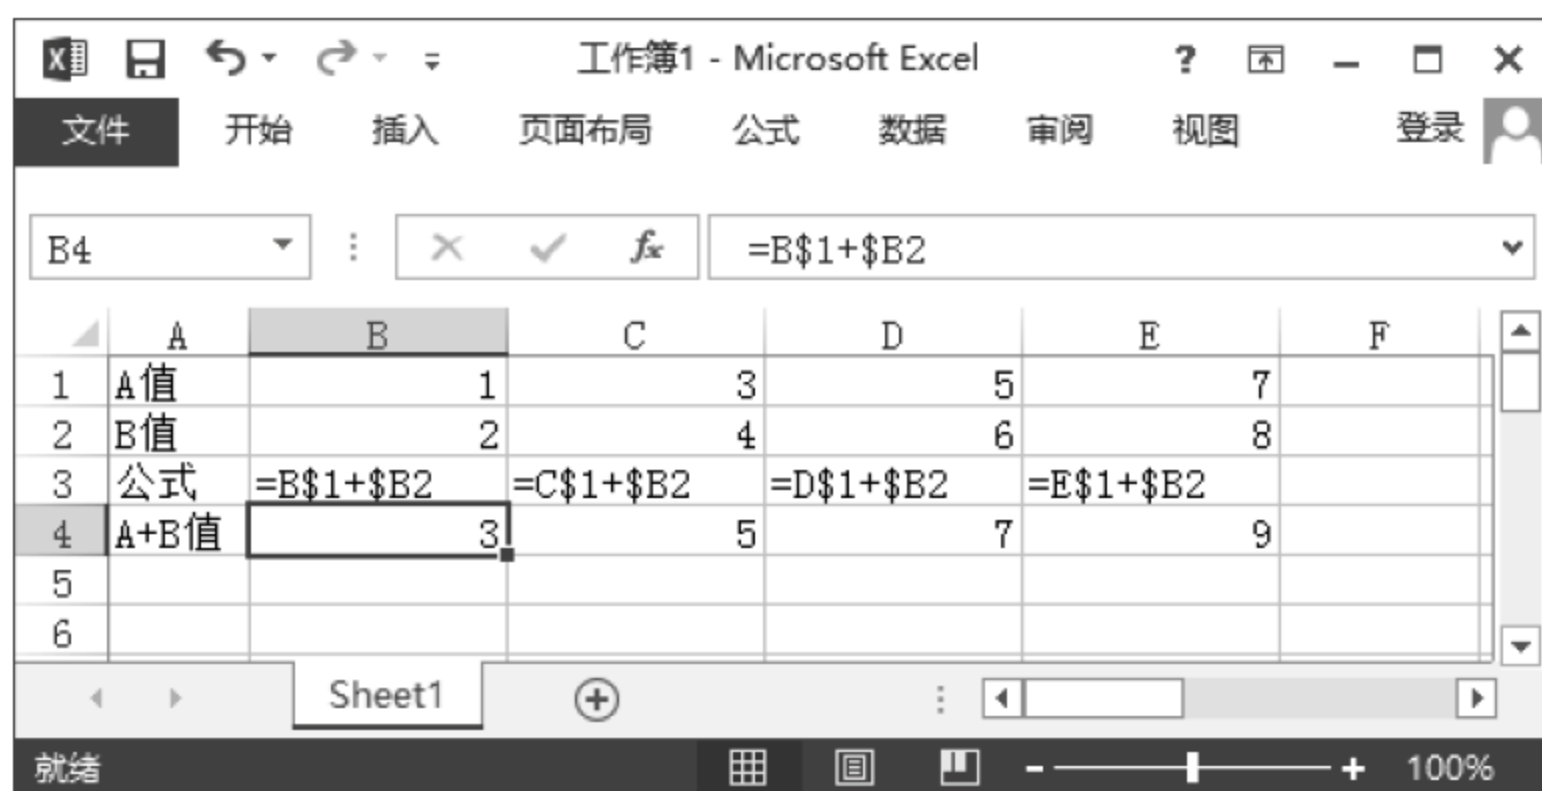 工作簿1 - Microsoft Excel ?
文件 开始 插入 页面布局 公式 数据 审阅 视图 登录
B4 fx =B$1+$B2
A B C D E F
1 A值 1 3 5 7
2 B值 2 4 6 8
3 公式 =B$1+$B2 =C$1+$B2 =D$1+$B2 =E$1+$B2
4 A+B值 3 5 7 9
5
6
Sheet1
就绪 - + 100%